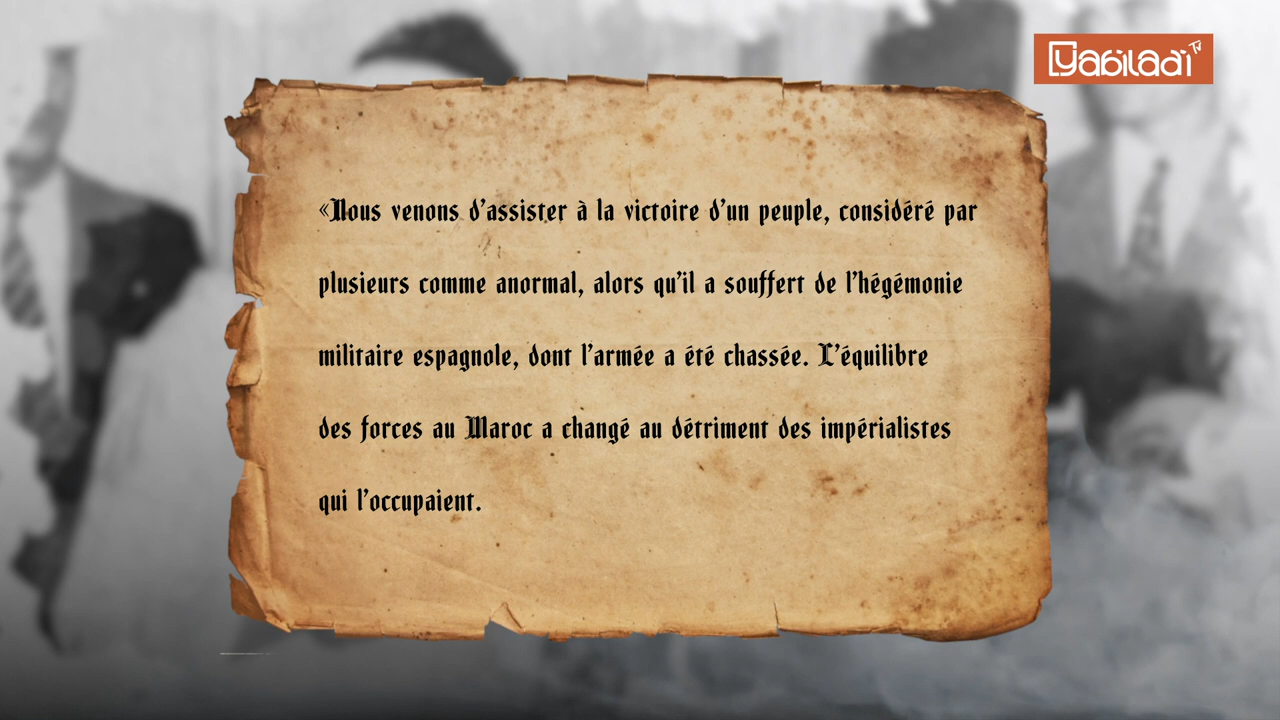 Yabiladi TV
«Nous venons d'assister à la victoire d'un peuple, considéré par
plusieurs comme anormal, alors qu'il a souffert de l'hégémonie
militaire espagnole, dont l'armée a été chassée. L'équilibre
des forces au Maroc a changé au détriment des impérialistes
qui l'occupaient.